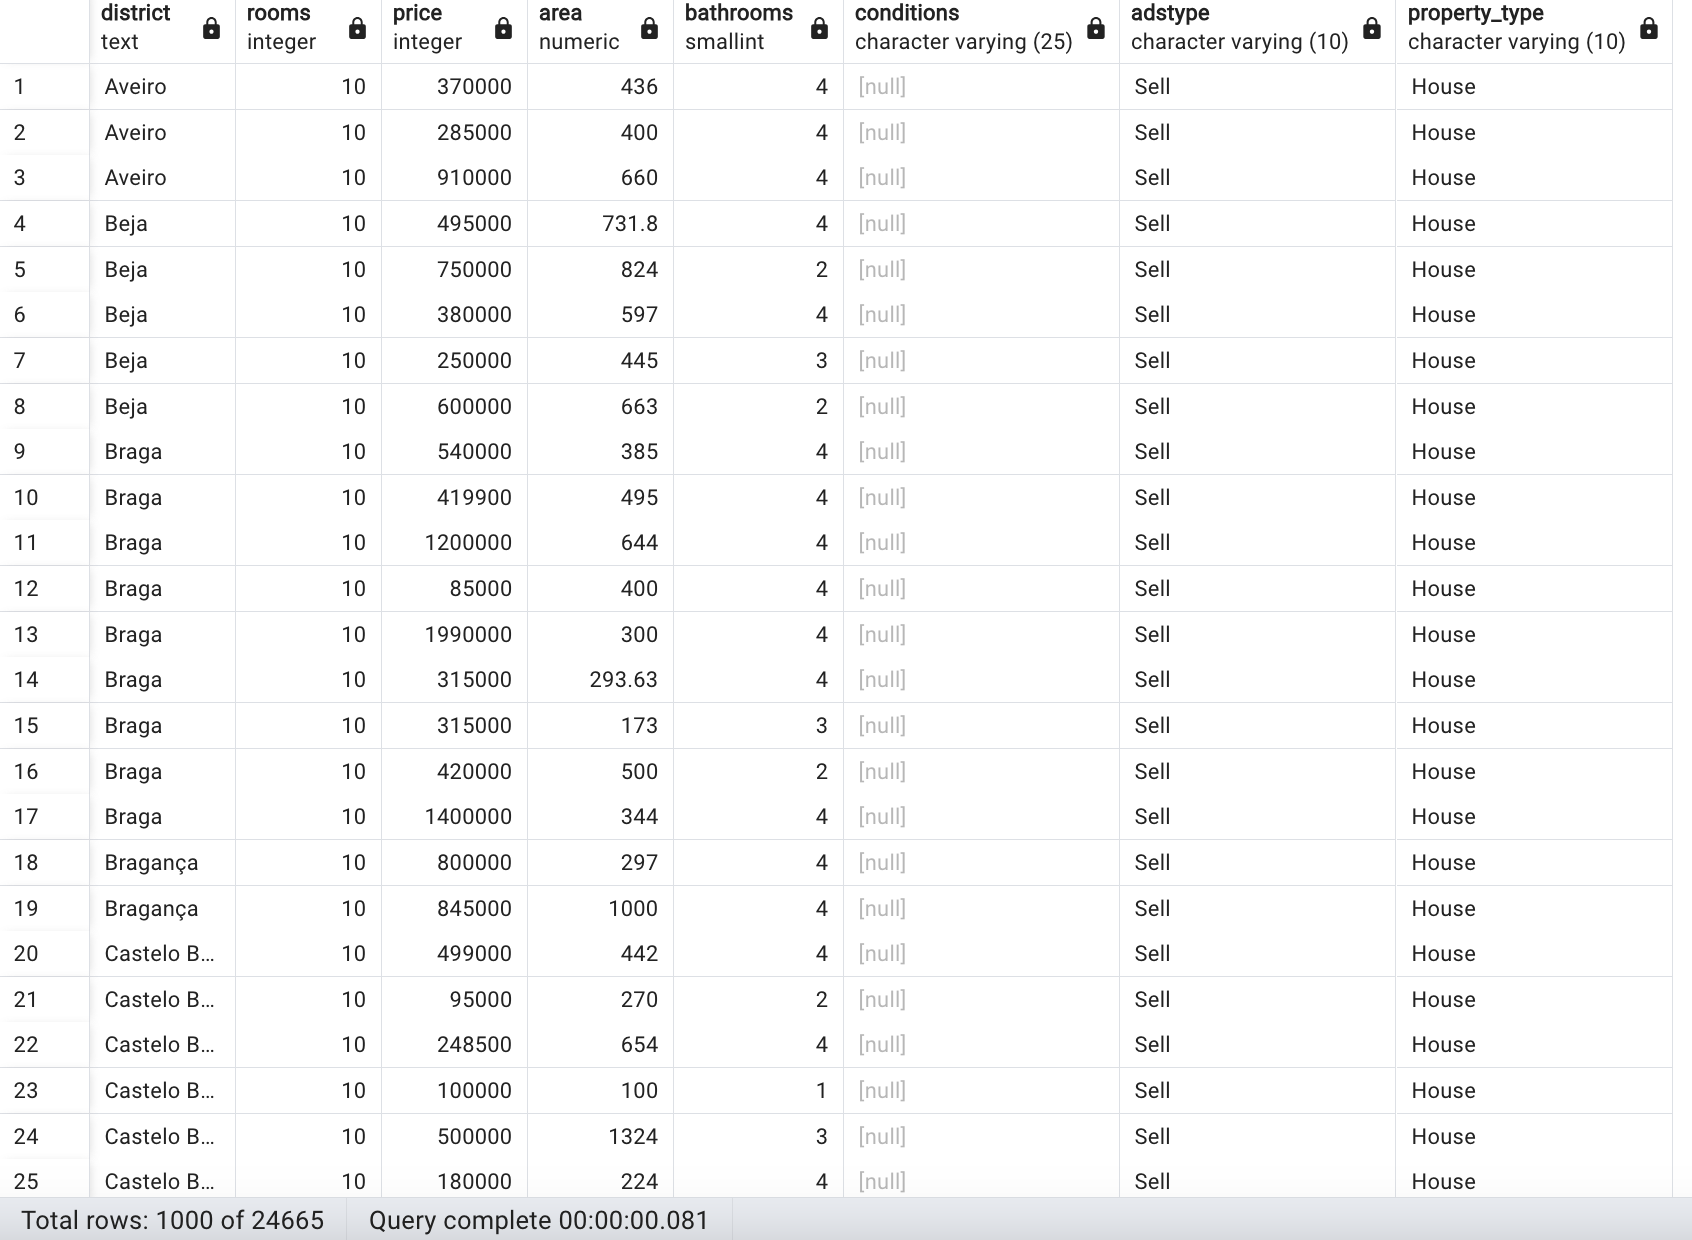 district rooms price area bathrooms conditions adstype property_type
text integer integer numeric smallint character varying (25) character varying (10) character varying (10)
1 Aveiro 10 370000 436 4 [null] Sell House
2 Aveiro 10 285000 400 4 [null] Sell House
3 Aveiro 10 910000 660 4 [null] Sell House
4 Beja 10 495000 731.8 4 [null] Sell House
5 Beja 10 750000 824 2 [null] Sell House
6 Beja 10 380000 597 4 [null] Sell House
7 Beja 10 250000 445 3 [null] Sell House
8 Beja 10 600000 663 2 [null] Sell House
9 Braga 10 540000 385 4 [null] Sell House
10 Braga 10 419900 495 4 [null] Sell House
11 Braga 10 1200000 644 4 [null] Sell House
12 Braga 10 85000 400 4 [null] Sell House
13 Braga 10 1990000 300 4 [null] Sell House
14 Braga 10 315000 293.63 4 [null] Sell House
15 Braga 10 315000 173 3 [null] Sell House
16 Braga 10 420000 500 2 [null] Sell House
17 Braga 10 1400000 344 4 [null] Sell House
18 Bragança 10 800000 297 4 [null] Sell House
19 Bragança 10 845000 1000 4 [null] Sell House
20 Castelo B... 10 499000 442 4 [null] Sell House
21 Castelo B... 10 95000 270 2 [null] Sell House
22 Castelo B... 10 248500 654 4 [null] Sell House
23 Castelo B... 10 100000 100 1 [null] Sell House
24 Castelo B... 10 500000 1324 3 [null] Sell House
25 Castelo B... 10 180000 224 4 [null] Sell House
Total rows: 1000 of 24665 Query complete 00:00:00.081